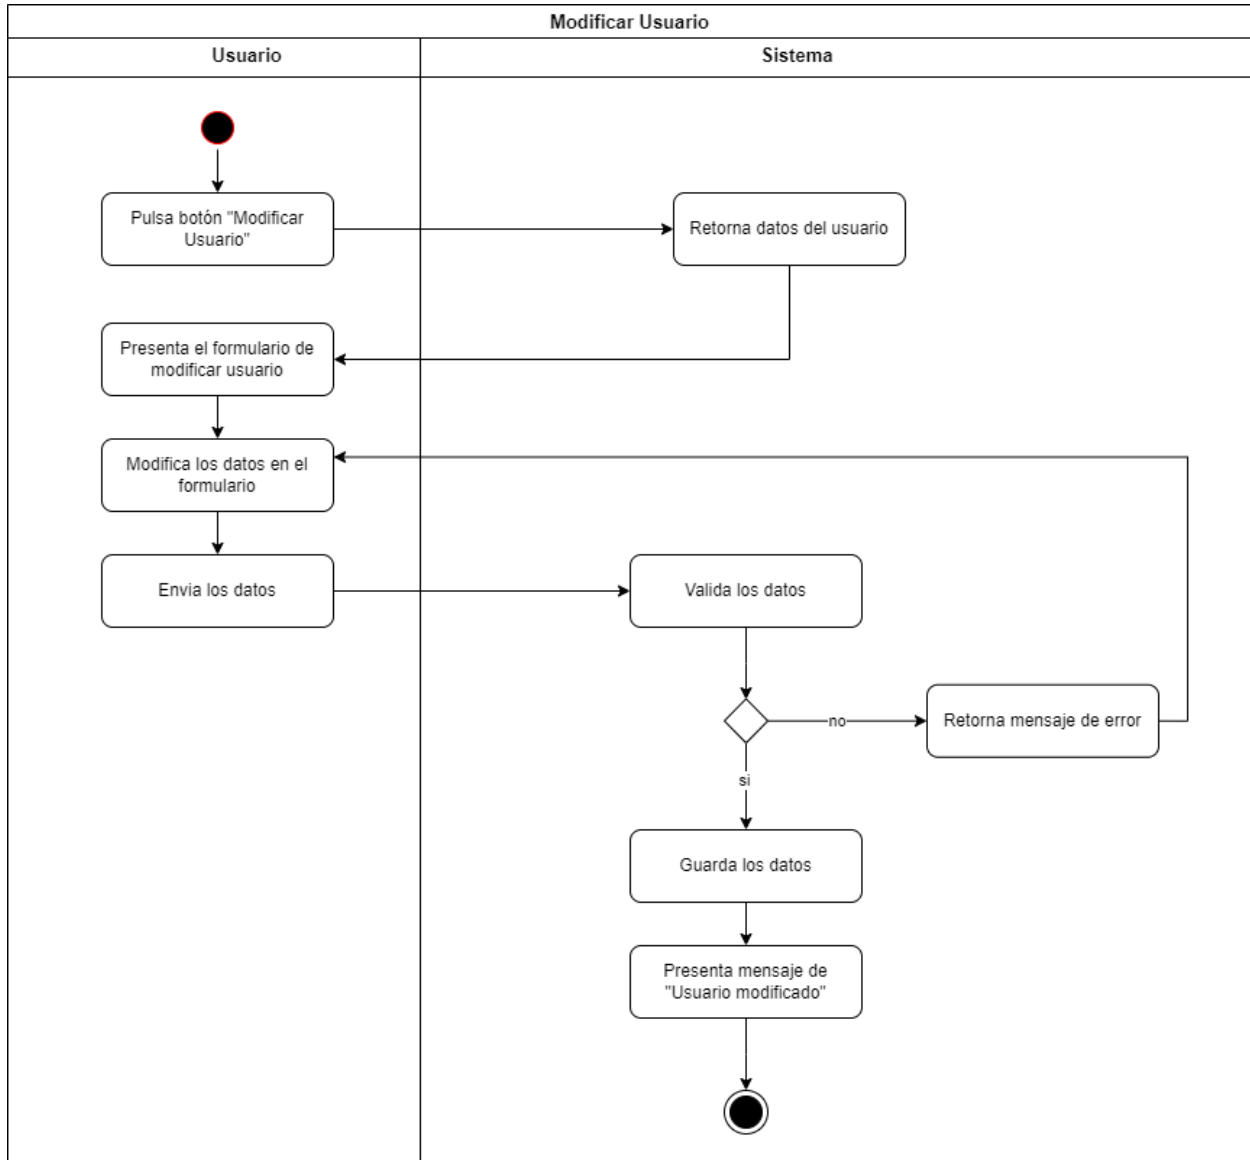 Modificar Usuario
Usuario
Sistema
Pulsa botón "Modificar
Usuario"
Retorna datos del usuario
Presenta el formulario de
modificar usuario
Modifica los datos en el
formulario
Envia los datos
Valida los datos
no
Retorna mensaje de error
si
Guarda los datos
Presenta mensaje de
"Usuario modificado"